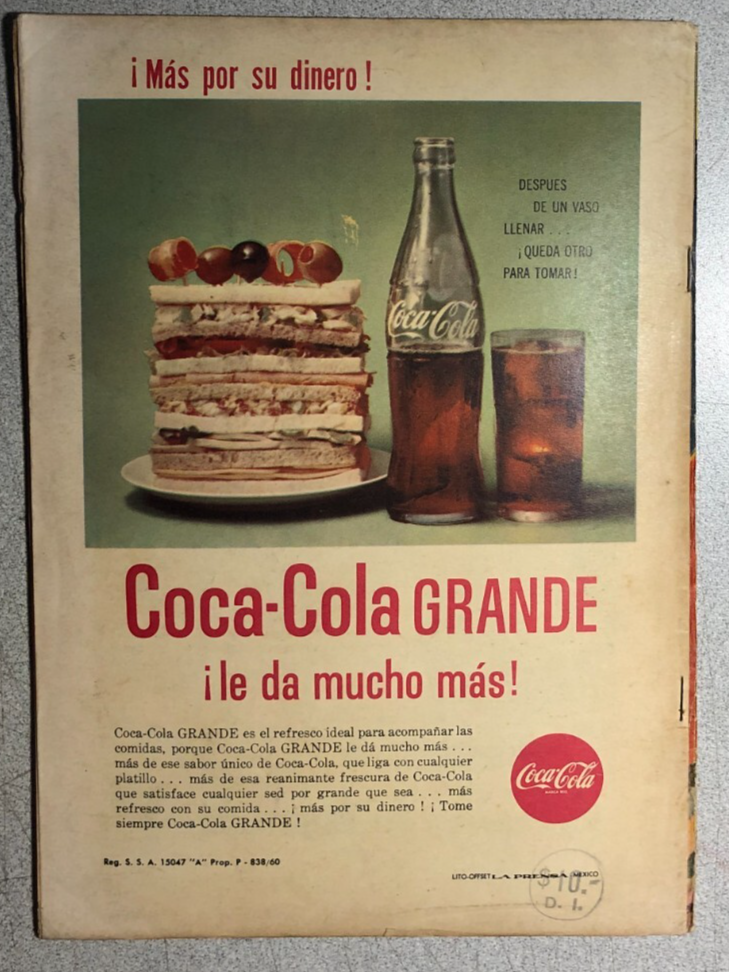 ¡Más por su dinero!
DESPUES
DE UN VASO
LLENAR . . .
¡QUEDA OTRO
PARA TOMAR!
Coca-Cola
Coca-Cola GRANDE
¡le da mucho más!
Coca-Cola GRANDE es el refresco ideal para acompañar las
comidas, porque Coca-Cola GRANDE le dá mucho más . . .
más de ese sabor único de Coca-Cola, que liga con cualquier
platillo . . . más de esa reanimante frescura de Coca-Cola
que satisface cualquier sed por grande que sea . . . más
refresco con su comida . . . ¡ más por su dinero ! ¡ Tome
siempre Coca-Cola GRANDE !
Coca-Cola
Reg. S. S. A. 15047 "A" Prop. P - 838/60
LITO-OFFSET LA PRENSA MEXICO
$10.-
D. I.